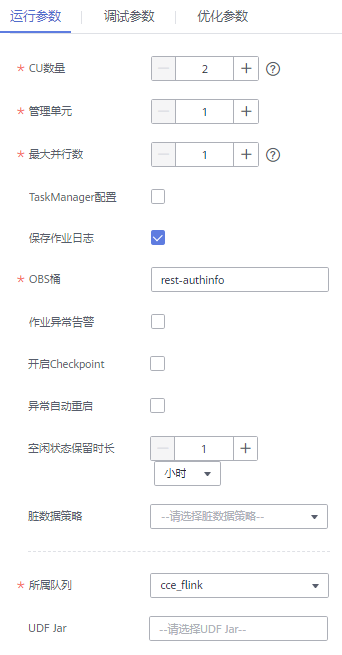 运行参数 调试参数 优化参数
* CU数量 — 2 + ?
* 管理单元 — 1 +
* 最大并行数 — 1 + ?
TaskManager配置
保存作业日志
* OBS桶 rest-authinfo
作业异常告警
开启Checkpoint
异常自动重启
空闲状态保留时长 — 1 +
小时
脏数据策略 --请选择脏数据策略--
* 所属队列 cce_flink
UDF Jar --请选择UDF Jar--